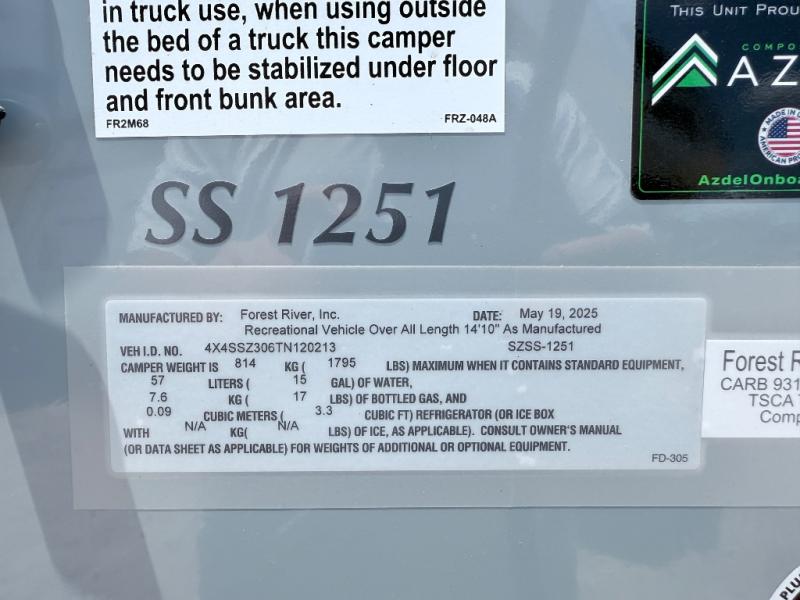 in truck use, when using outside
the bed of a truck this camper
needs to be stabilized under floor
and front bunk area.
FR2M68 FRZ-048A
THIS UNIT PROU
COMPO
AZ
MADE IN
AMERICAN PRO
AzdelOnboa
SS 1251
MANUFACTURED BY: Forest River, Inc. DATE: May 19, 2025
Recreational Vehicle Over All Length 14'10" As Manufactured
VEH I.D. NO. 4X4SSZ306TN120213 SZSS-1251
CAMPER WEIGHT IS 814 KG ( 1795 LBS) MAXIMUM WHEN IT CONTAINS STANDARD EQUIPMENT,
57 LITERS ( 15 GAL) OF WATER,
7.6 KG ( 17 LBS) OF BOTTLED GAS, AND
0.09 CUBIC METERS ( 3.3 CUBIC FT) REFRIGERATOR (OR ICE BOX
WITH N/A KG( N/A LBS) OF ICE, AS APPLICABLE). CONSULT OWNER'S MANUAL
(OR DATA SHEET AS APPLICABLE) FOR WEIGHTS OF ADDITIONAL OR OPTIONAL EQUIPMENT.
FD-305
Forest R
CARB 931
TSCA T
Comp
PLU